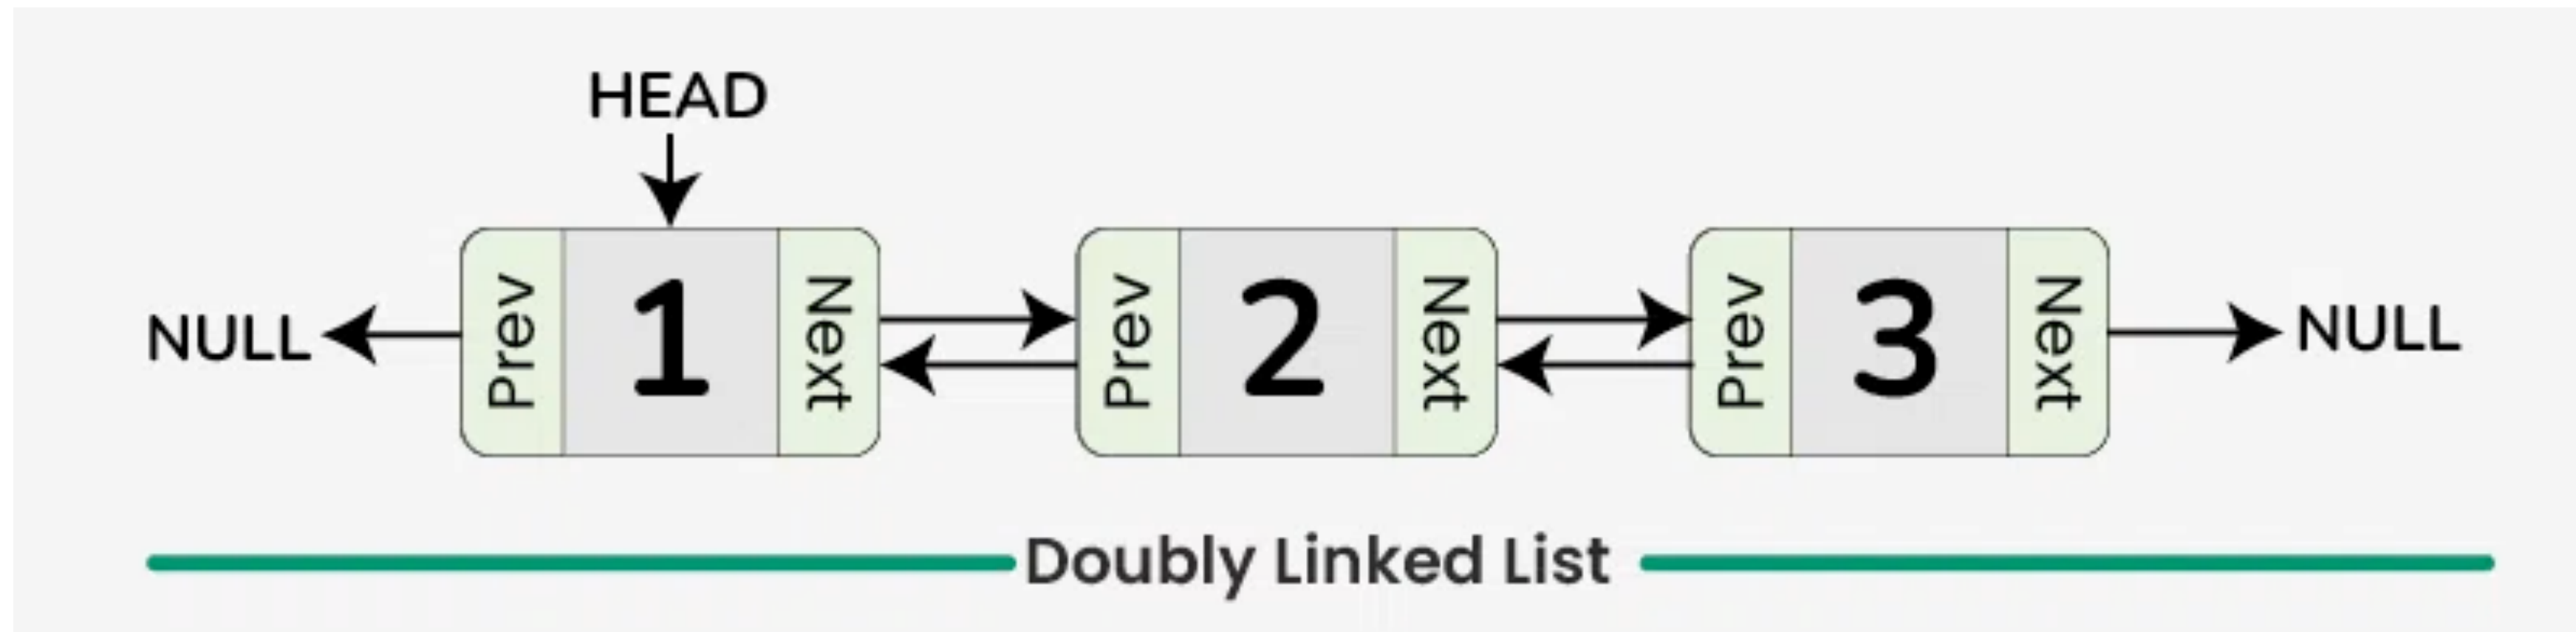 HEAD
NULL Prev 1 Next Prev 2 Next Prev 3 Next NULL
Doubly Linked List